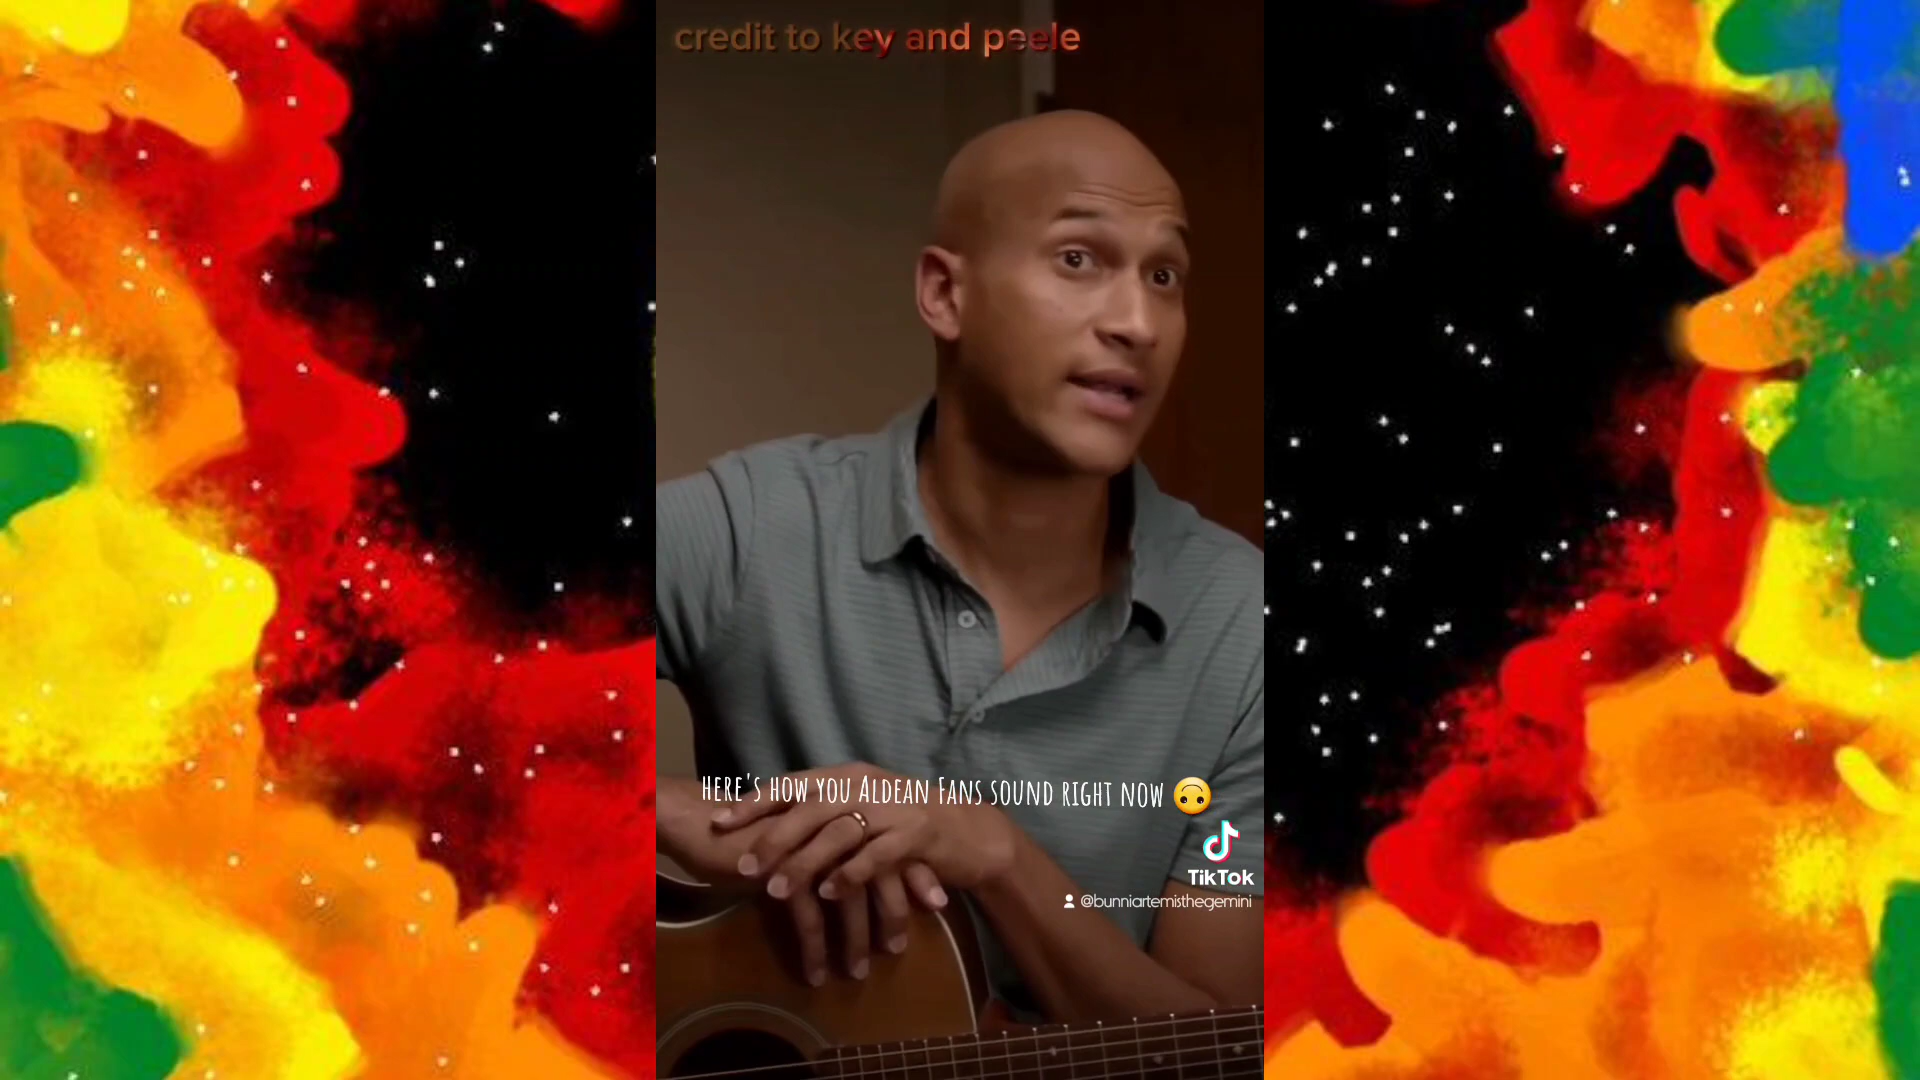 credit to key and peele
HERE'S HOW YOU ALDEAN FANS SOUND RIGHT NOW 🙃
TikTok
@bunniartemisthegemini